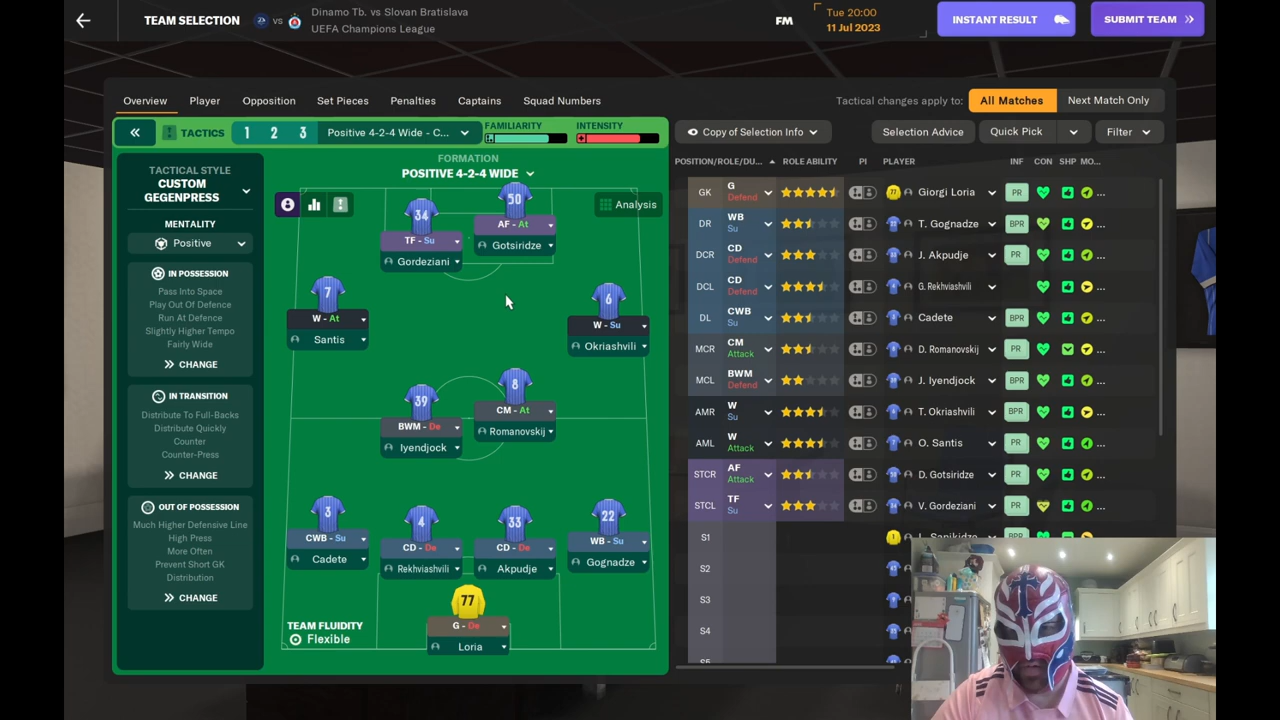 TEAM SELECTION
vs
Dinamo Tb. vs Slovan Bratislava
UEFA Champions League
FM
Tue 20:00
11 Jul 2023
INSTANT RESULT
SUBMIT TEAM
Overview
Player
Opposition
Set Pieces
Penalties
Captains
Squad Numbers
Tactical changes apply to:
All Matches
Next Match Only
TACTICS
1 2 3
Positive 4-2-4 Wide - C...
FAMILIARITY
INTENSITY
Copy of Selection Info
Selection Advice
Quick Pick
Filter
TACTICAL STYLE
CUSTOM
GEGENPRESS
MENTALITY
Positive
IN POSSESSION
Pass Into Space
Play Out Of Defence
Run At Defence
Slightly Higher Tempo
Fairly Wide
CHANGE
IN TRANSITION
Distribute To Full-Backs
Distribute Quickly
Counter
Counter-Press
CHANGE
OUT OF POSSESSION
Much Higher Defensive Line
High Press
More Often
Prevent Short GK
Distribution
CHANGE
FORMATION
POSITIVE 4-2-4 WIDE
Analysis
34
TF - Su
Gordeziani
50
AF - At
Gotsiridze
7
W - At
Santis
6
W - Su
Okriashvili
39
BWM - De
Iyendjock
8
CM - At
Romanovskij
3
CWB - Su
Cadete
4
CD - De
Rekhviashvili
33
CD - De
Akpudje
22
WB - Su
Gognadze
77
G - De
Loria
TEAM FLUIDITY
Flexible
POSITION/ROLE/DU... ROLE ABILITY PI PLAYER INF CON SHP MO...
GK G Defend 77 Giorgi Loria PR ...
DR WB Su T. Gognadze BPR ...
DCR CD Defend J. Akpudje PR ...
DCL CD Defend G. Rekhviashvili ...
DL CWB Su Cadete BPR ...
MCR CM Attack D. Romanovskij PR ...
MCL BWM Defend J. Iyendjock BPR ...
AMR W Su T. Okriashvili BPR ...
AML W Attack O. Santis PR ...
STCR AF Attack D. Gotsiridze PR ...
STCL TF Su V. Gordeziani PR ...
S1
S2
S3
S4